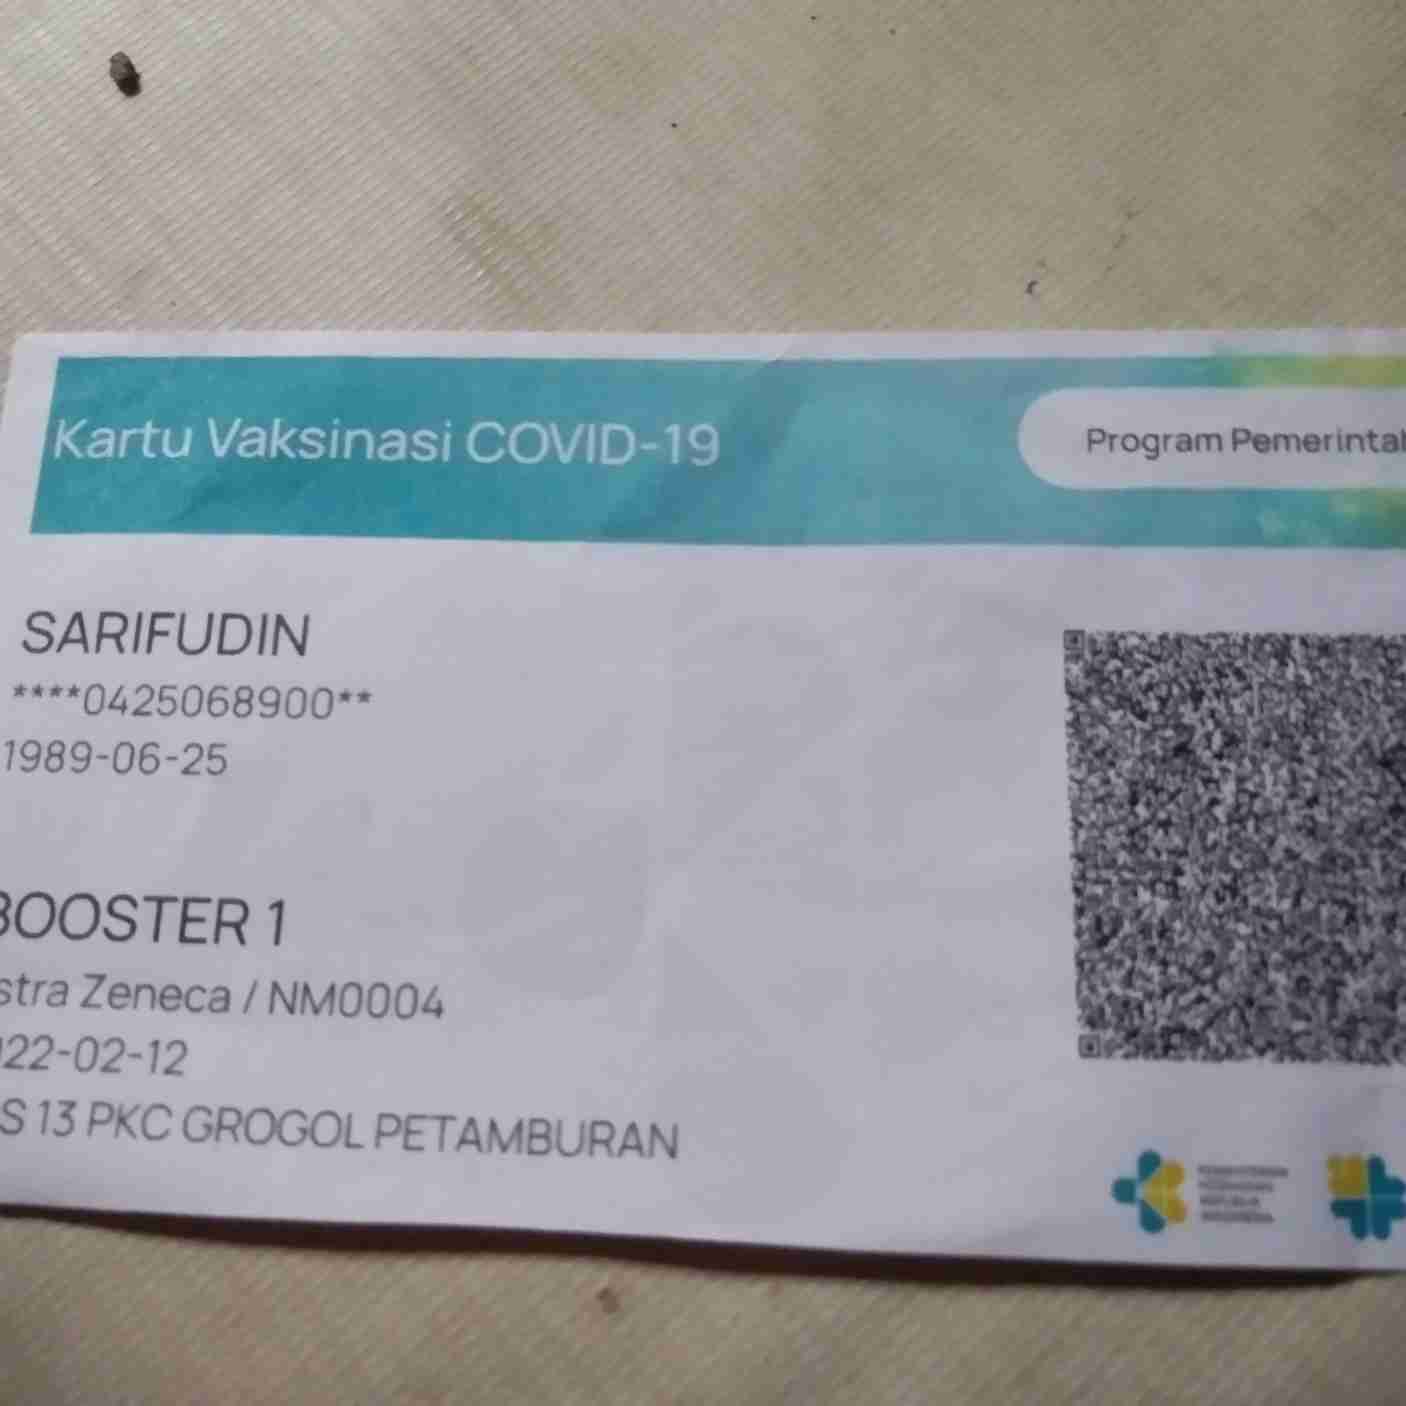 Kartu Vaksinasi COVID-19
Program Pemerintah
SARIFUDIN
****0425068900**
1989-06-25
BOOSTER 1
stra Zeneca / NM0004
022-02-12
S 13 PKC GROGOL PETAMBURAN